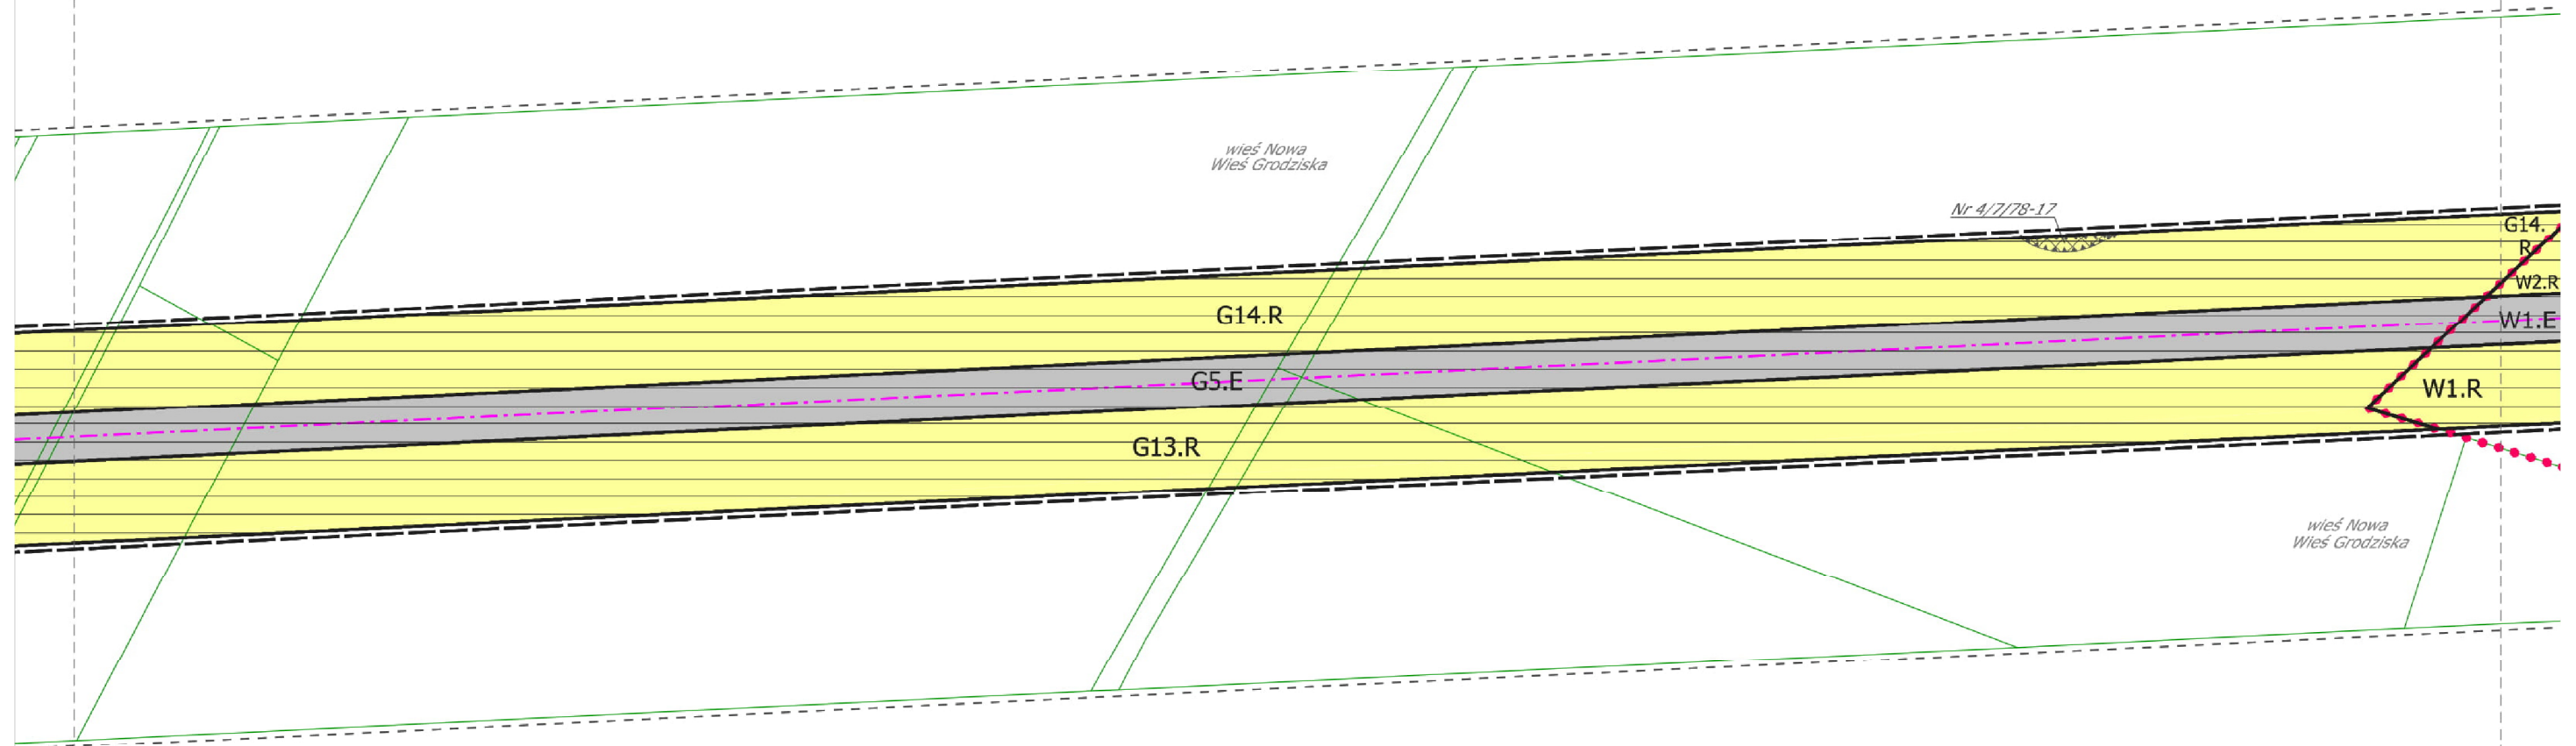 wieś Nowa
Wieś Grodziska
Nr 4/7/78-17
G14.
R
W2.R
G14.R
W1.E
G5.E
W1.R
G13.R
wieś Nowa
Wieś Grodziska